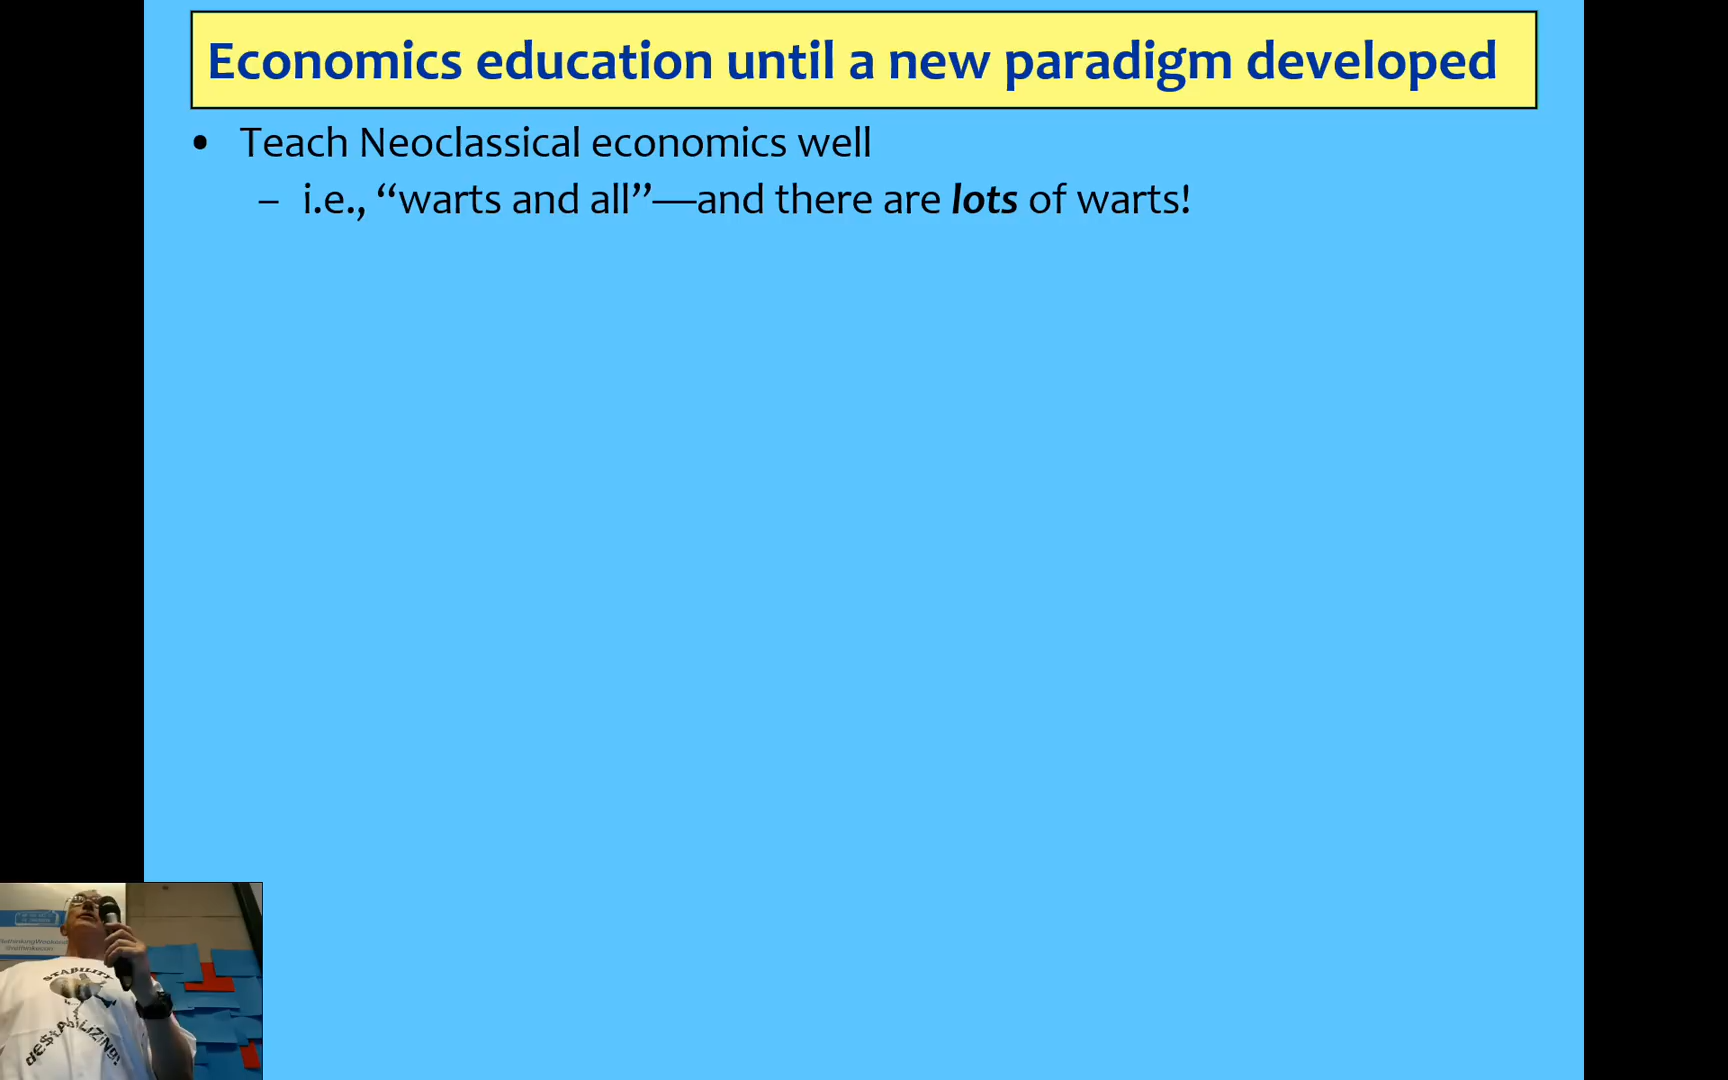 Economics education until a new paradigm developed
• Teach Neoclassical economics well
– i.e., “warts and all”—and there are lots of warts!
STABILITY